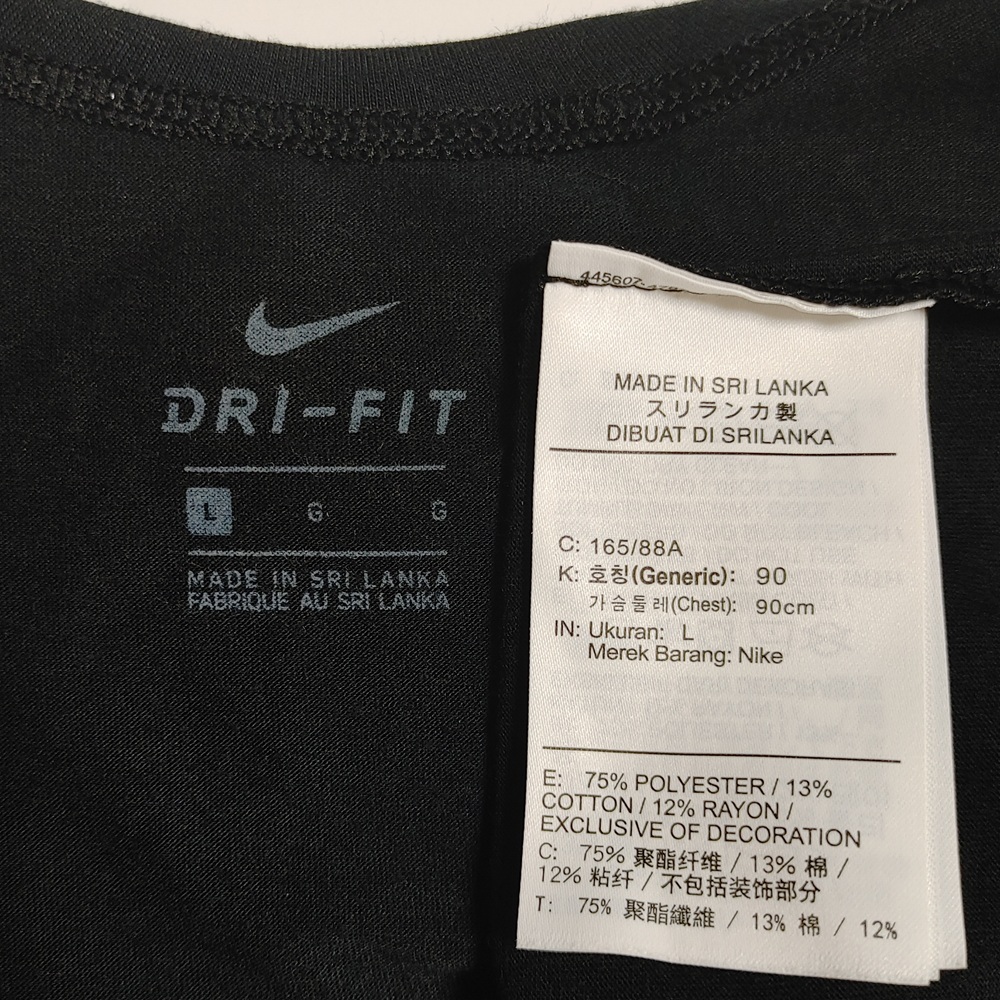 DRI-FIT
L G G
MADE IN SRI LANKA
FABRIQUE AU SRI LANKA
MADE IN SRI LANKA
スリランカ製
DIBUAT DI SRILANKA
C: 165/88A
K: 호칭(Generic): 90
가슴둘레(Chest): 90cm
IN: Ukuran: L
Merek Barang: Nike
E: 75% POLYESTER / 13%
COTTON / 12% RAYON /
EXCLUSIVE OF DECORATION
C: 75% 聚酯纤维 / 13% 棉 /
12% 粘纤 / 不包括装饰部分
T: 75% 聚酯纖維 / 13% 棉 / 12%